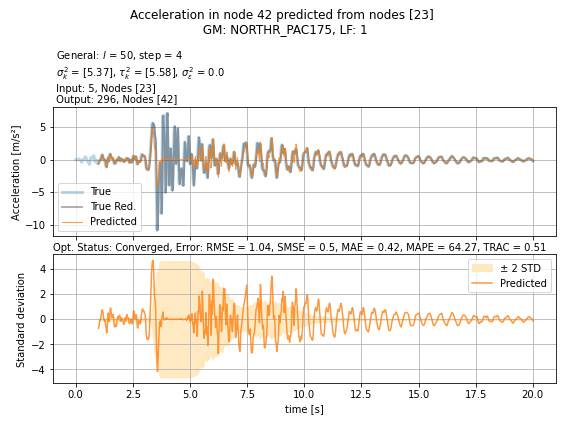 Acceleration in node 42 predicted from nodes [23]
GM: NORTHR_PAC175, LF: 1
General: l = 50, step = 4
σ²ₖ = [5.37], τ²ₖ = [5.58], σ²ε = 0.0
Input: 5, Nodes [23]
Output: 296, Nodes [42]
Acceleration [m/s²]
5
0
−5
−10
True
True Red.
Predicted
Opt. Status: Converged, Error: RMSE = 1.04, SMSE = 0.5, MAE = 0.42, MAPE = 64.27, TRAC = 0.51
Standard deviation
4
2
0
−2
−4
± 2 STD
Predicted
0.0 2.5 5.0 7.5 10.0 12.5 15.0 17.5 20.0
time [s]